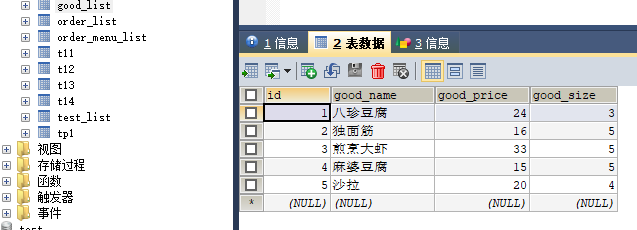 good_list
order_list
order_menu_list
t11
t12
t13
t14
test_list
tp1
视图
存储过程
函数
触发器
事件
1 信息
2 表数据
3 信息
id good_name good_price good_size
1 八珍豆腐 24 3
2 独面筋 16 5
3 煎烹大虾 33 5
4 麻婆豆腐 15 5
5 沙拉 20 4
* (NULL) (NULL) (NULL) (NULL)